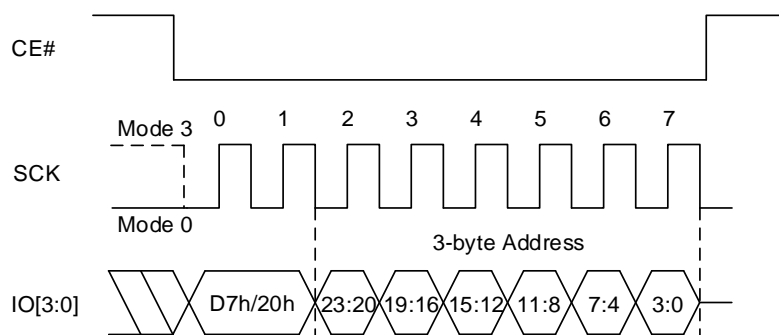 CE#
Mode 3
0 1 2 3 4 5 6 7
SCK
Mode 0
3-byte Address
IO[3:0]
D7h/20h 23:20 19:16 15:12 11:8 7:4 3:0